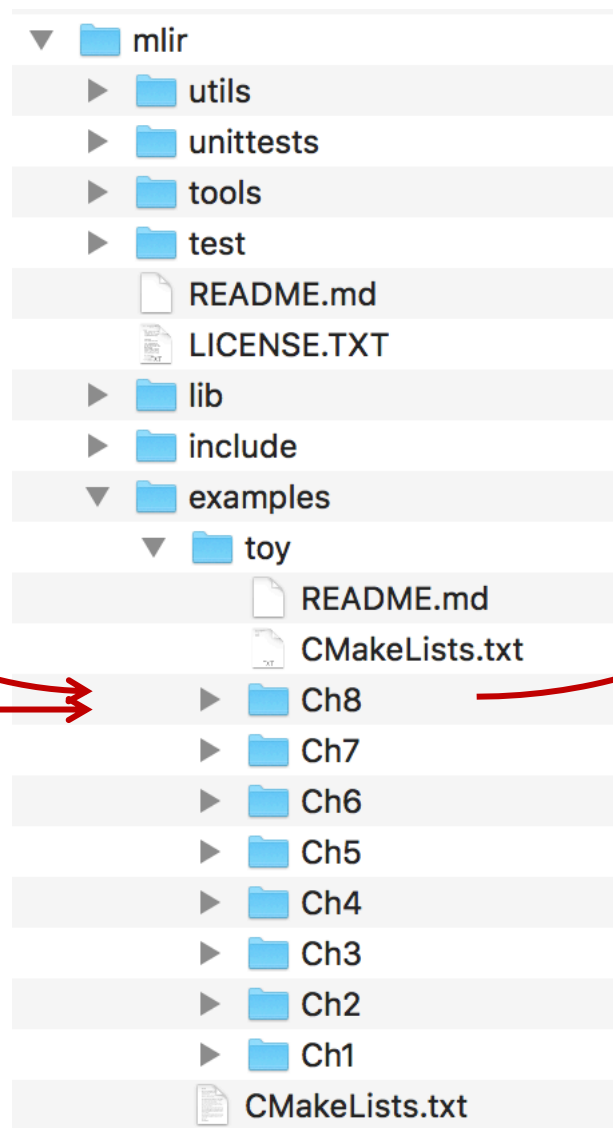 mlir
utils
unittests
tools
test
README.md
LICENSE.TXT
lib
include
examples
toy
README.md
CMakeLists.txt
Ch8
Ch7
Ch6
Ch5
Ch4
Ch3
Ch2
Ch1
CMakeLists.txt